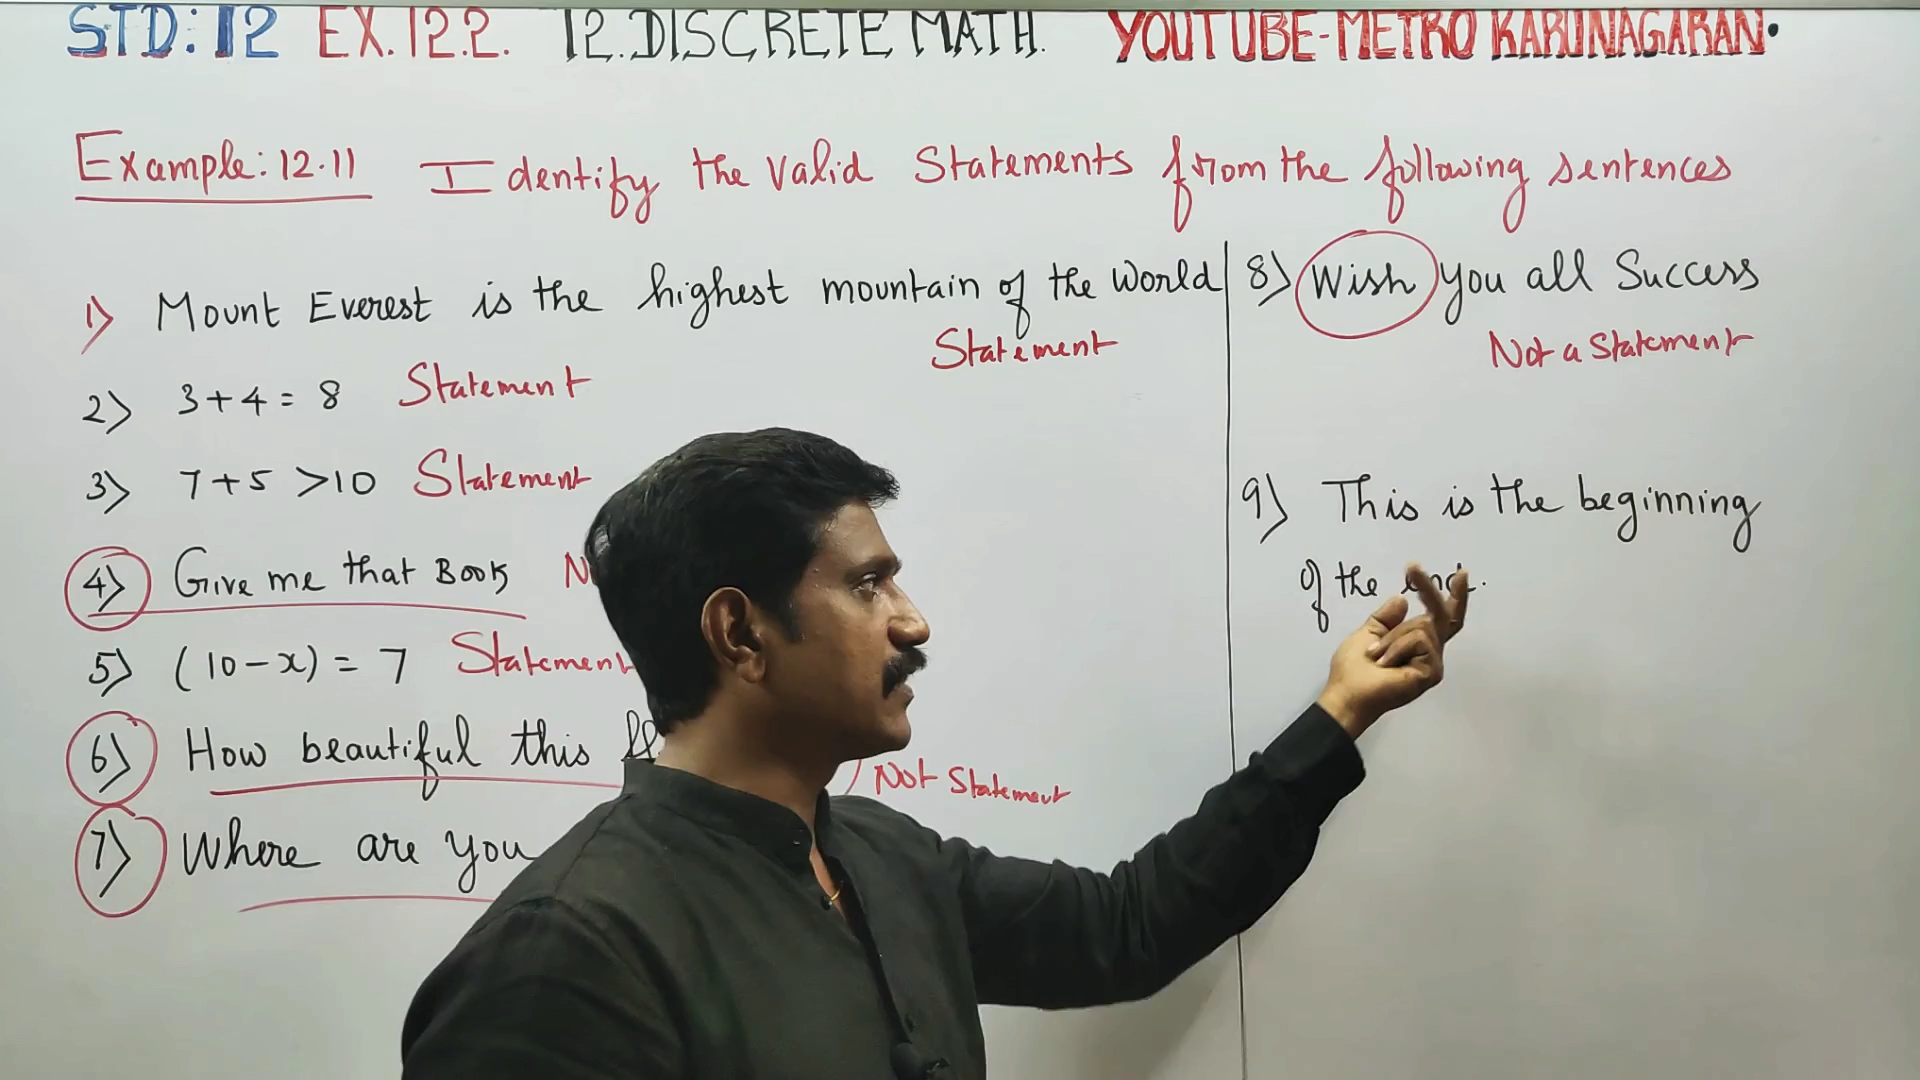 STD: 12 EX.12.2. 12.DISCRETE MATH. YOUTUBE-METRO KARUNAGARAN.
Example: 12.11 Identify the valid Statements from the following sentences
1) Mount Everest is the highest mountain of the world
Statement
2) 3+4=8 Statement
3) 7+5 >10 Statement
4) Give me that Book
5) (10-x) = 7 Statement
6) How beautiful this
Not Statement
7) Where are you
8) Wish you all Success
Not a Statement
9) This is the beginning
of the end.